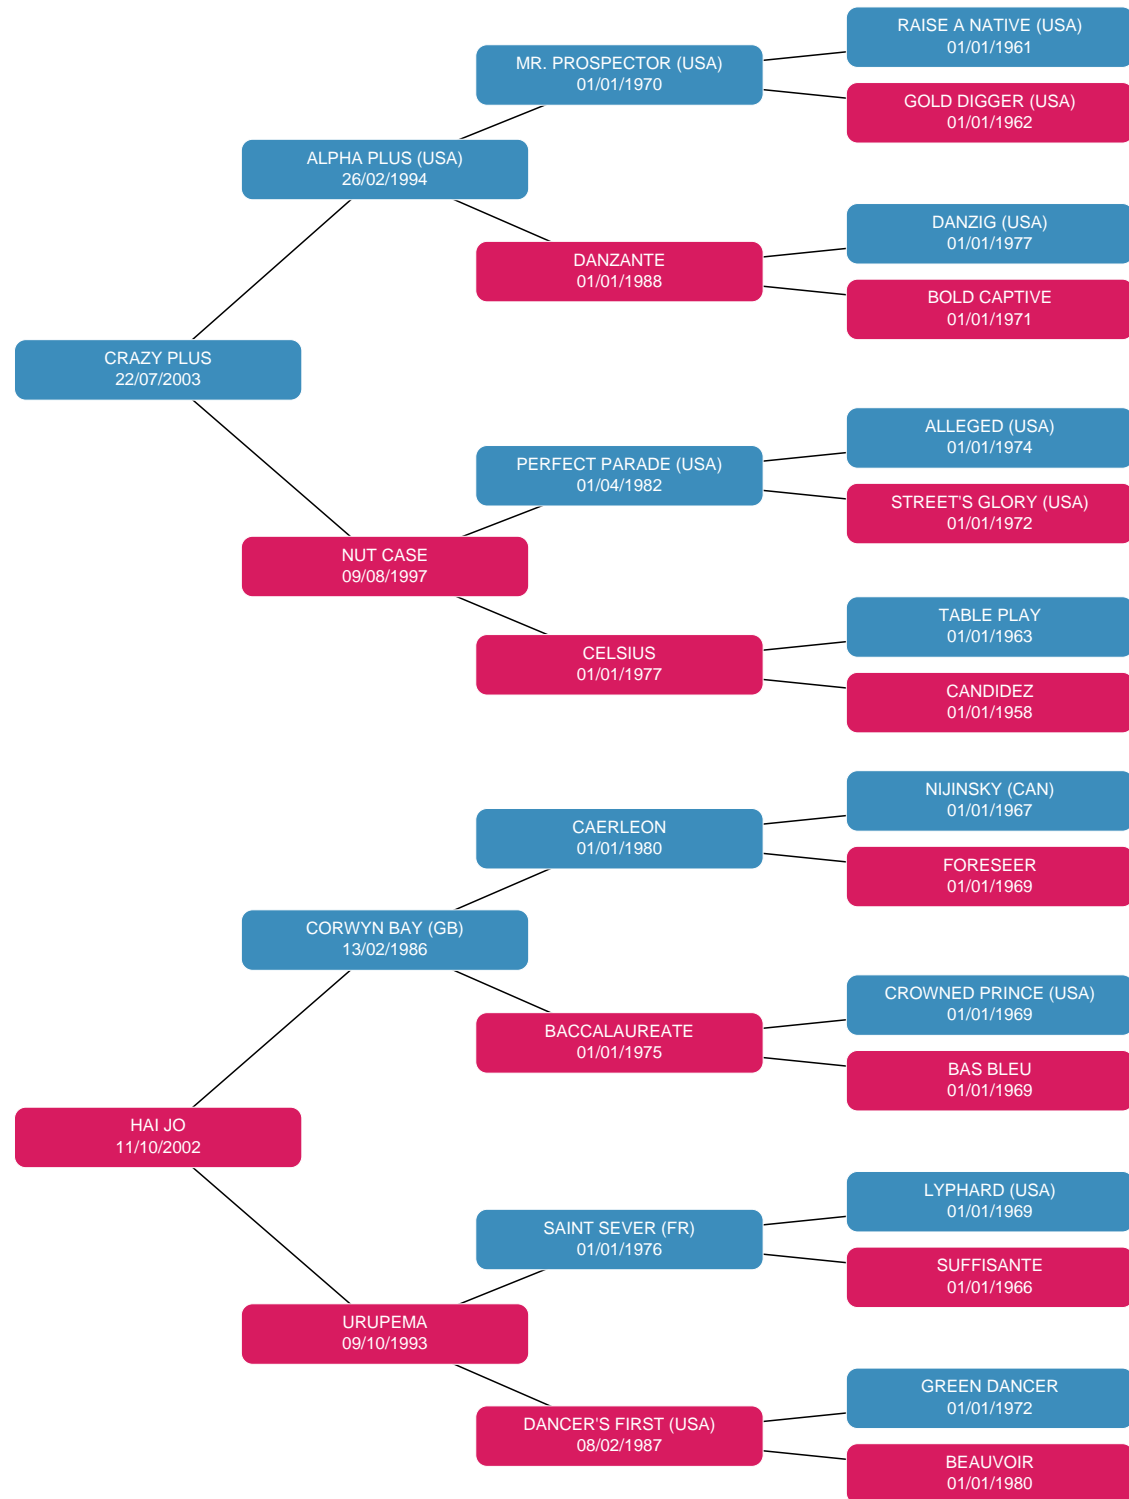 RAISE A NATIVE (USA)
01/01/1961
MR. PROSPECTOR (USA)
01/01/1970
GOLD DIGGER (USA)
01/01/1962
ALPHA PLUS (USA)
26/02/1994
DANZIG (USA)
01/01/1977
DANZANTE
01/01/1988
BOLD CAPTIVE
01/01/1971
CRAZY PLUS
22/07/2003
ALLEGED (USA)
01/01/1974
PERFECT PARADE (USA)
01/04/1982
STREET'S GLORY (USA)
01/01/1972
NUT CASE
09/08/1997
TABLE PLAY
01/01/1963
CELSIUS
01/01/1977
CANDIDEZ
01/01/1958
NIJINSKY (CAN)
01/01/1967
CAERLEON
01/01/1980
FORESEER
01/01/1969
CORWYN BAY (GB)
13/02/1986
CROWNED PRINCE (USA)
01/01/1969
BACCALAUREATE
01/01/1975
BAS BLEU
01/01/1969
HAI JO
11/10/2002
LYPHARD (USA)
01/01/1969
SAINT SEVER (FR)
01/01/1976
SUFFISANTE
01/01/1966
URUPEMA
09/10/1993
GREEN DANCER
01/01/1972
DANCER'S FIRST (USA)
08/02/1987
BEAUVOIR
01/01/1980